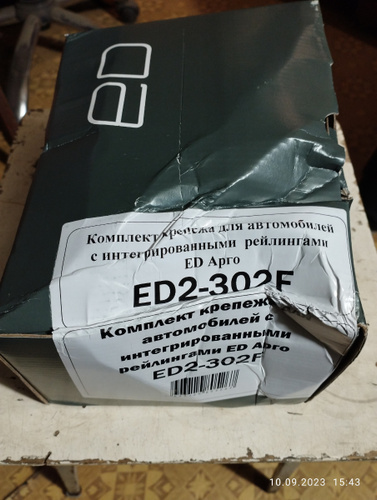 ED
Комплект крепежа для автомобилей
с интегрированными рейлингами
ED Арго
ED2-302F
Комплект крепежа
автомобилей с
интегрированными
рейлингами ED Арго
ED2-302F
10.09.2023 15:43